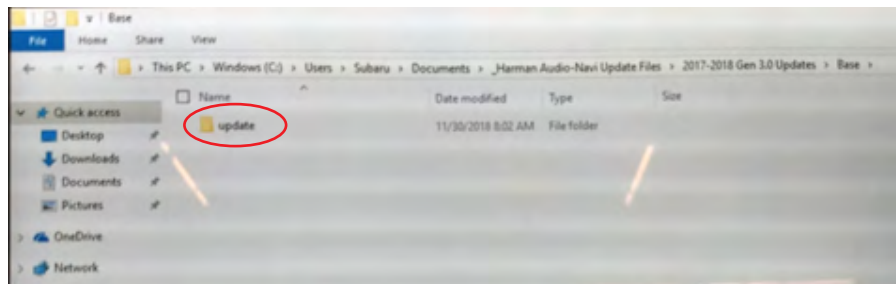 Base
File Home Share View
This PC > Windows (C:) > Users > Subaru > Documents > _Harman Audio-Navi Update Files > 2017-2018 Gen 3.0 Updates > Base >
Name Date modified Type Size
Quick access
update 11/30/2018 8:02 AM File folder
Desktop
Downloads
Documents
Pictures
OneDrive
Network